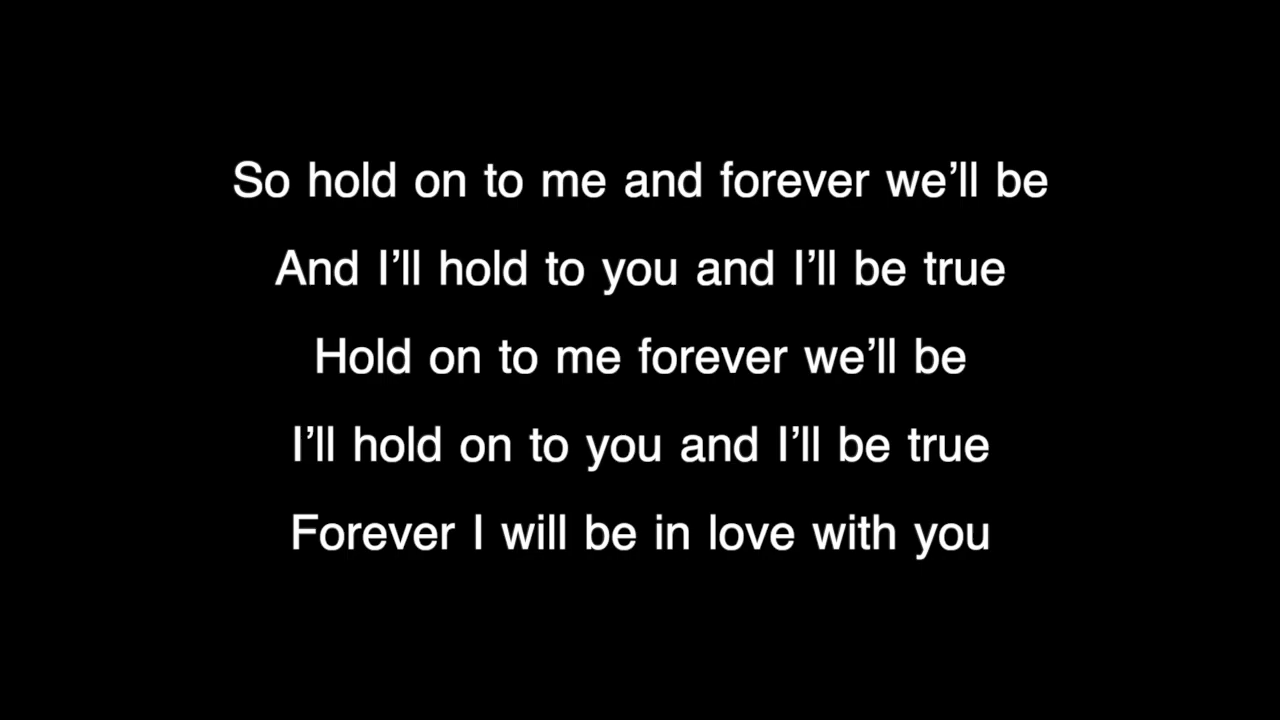 So hold on to me and forever we’ll be
And I’ll hold to you and I’ll be true
Hold on to me forever we’ll be
I’ll hold on to you and I’ll be true
Forever I will be in love with you